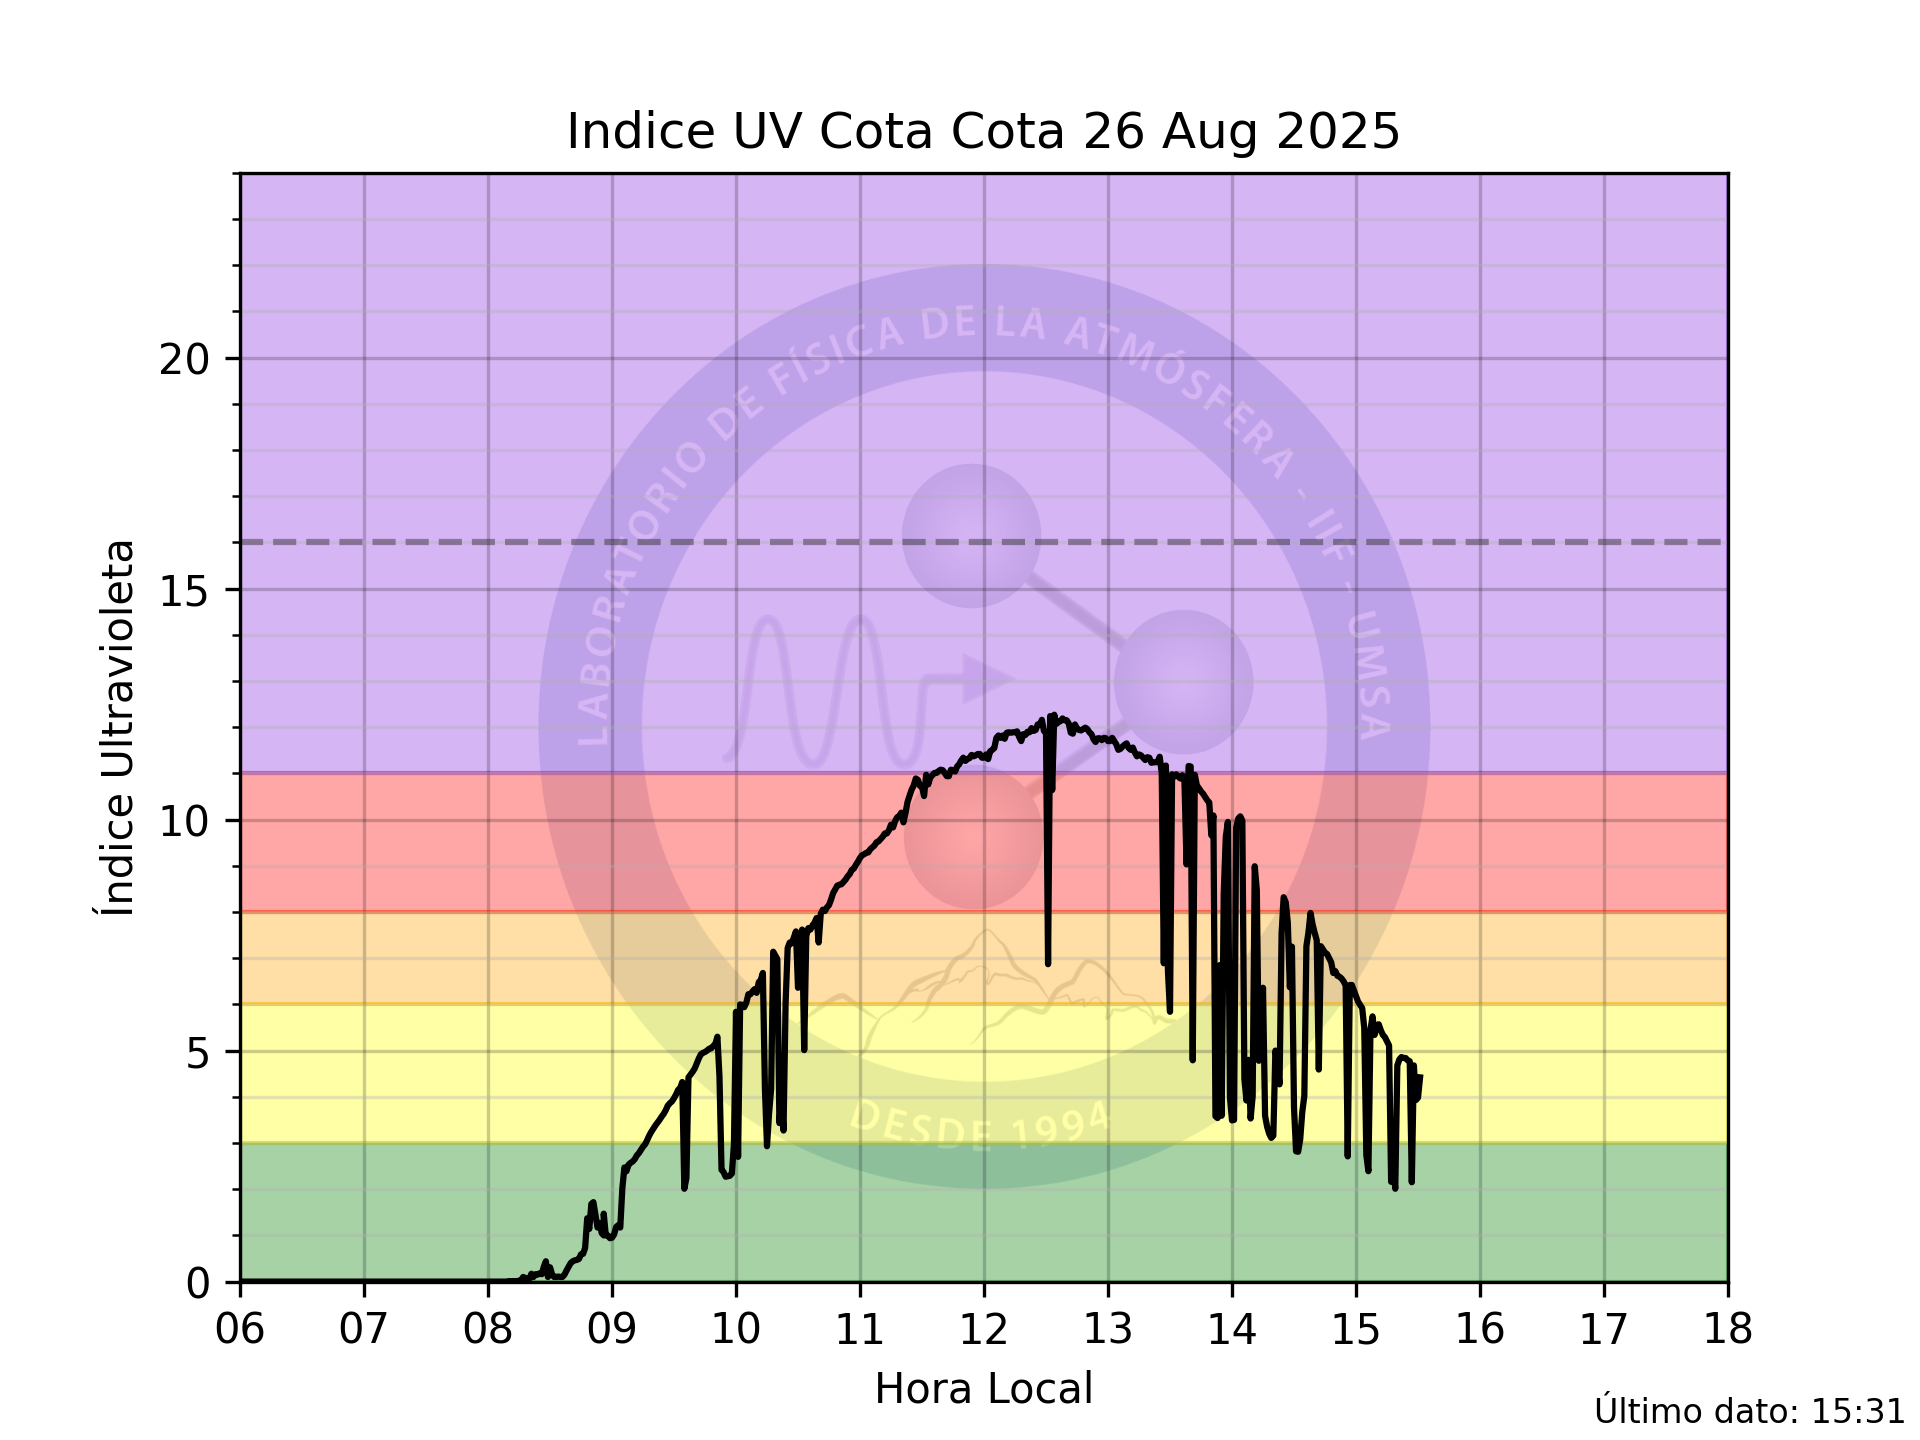 Indice UV Cota Cota 26 Aug 2025
Índice Ultravioleta
20
15
10
5
0
LABORATORIO DE FÍSICA DE LA ATMÓSFERA - IIF - UMSA
DESDE 1994
06 07 08 09 10 11 12 13 14 15 16 17 18
Hora Local
Último dato: 15:31